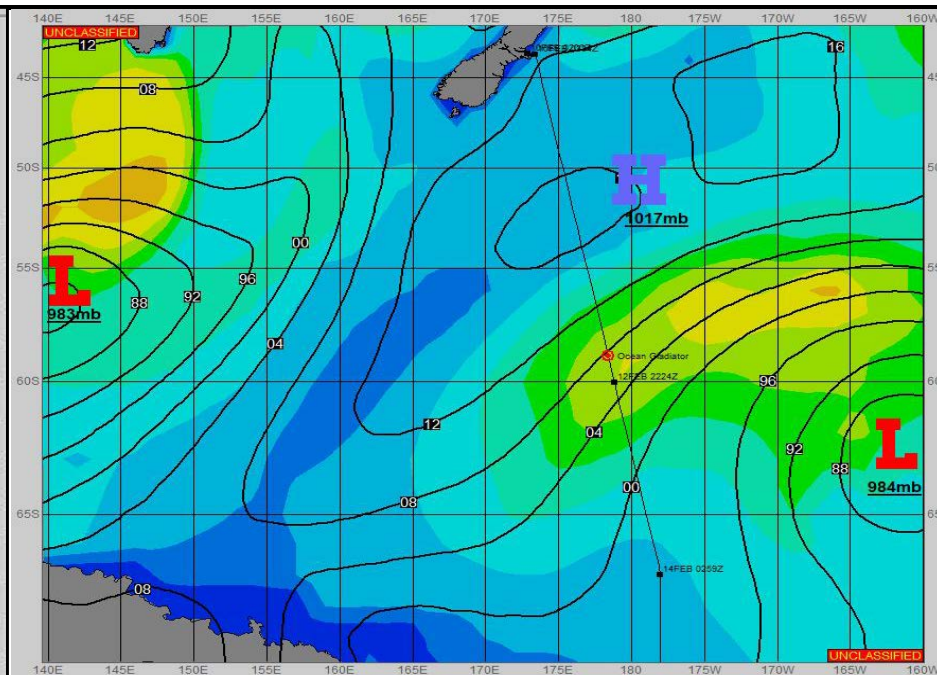 140E 145E 150E 155E 160E 165E 170E 175E 180 175W 170W 165W 160W
UNCLASSIFIED
12
16
45S
08
50S
H
1017mb
00
55S
L
983mb
96
92
88
04
Ocean Gladiator
60S
12FEB 2224Z
96
12
04
L
92
88
984mb
00
08
65S
14FEB 0259Z
08
UNCLASSIFIED
140E 145E 150E 155E 160E 165E 170E 175E 180 175W 170W 165W 160W